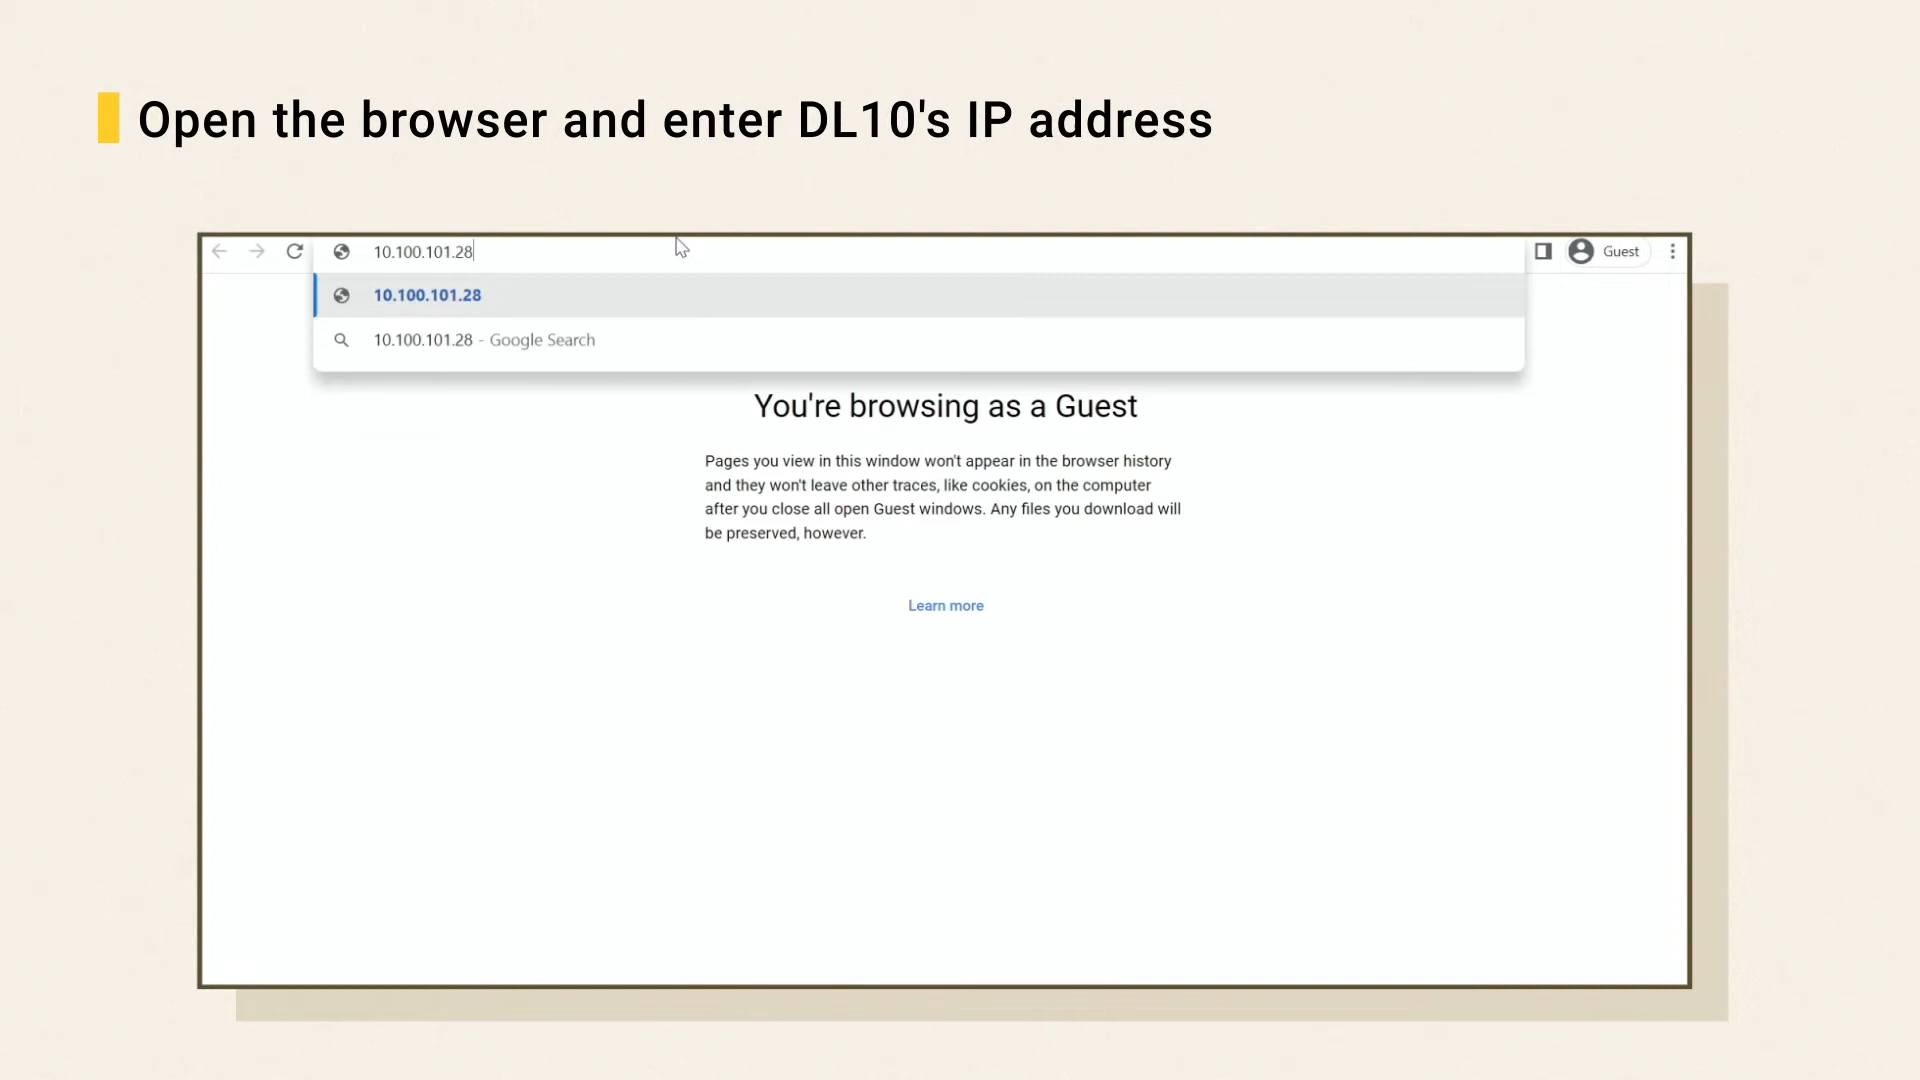 Open the browser and enter DL10's IP address
10.100.101.28
Guest
10.100.101.28
10.100.101.28 - Google Search
You're browsing as a Guest
Pages you view in this window won't appear in the browser history
and they won't leave other traces, like cookies, on the computer
after you close all open Guest windows. Any files you download will
be preserved, however.
Learn more